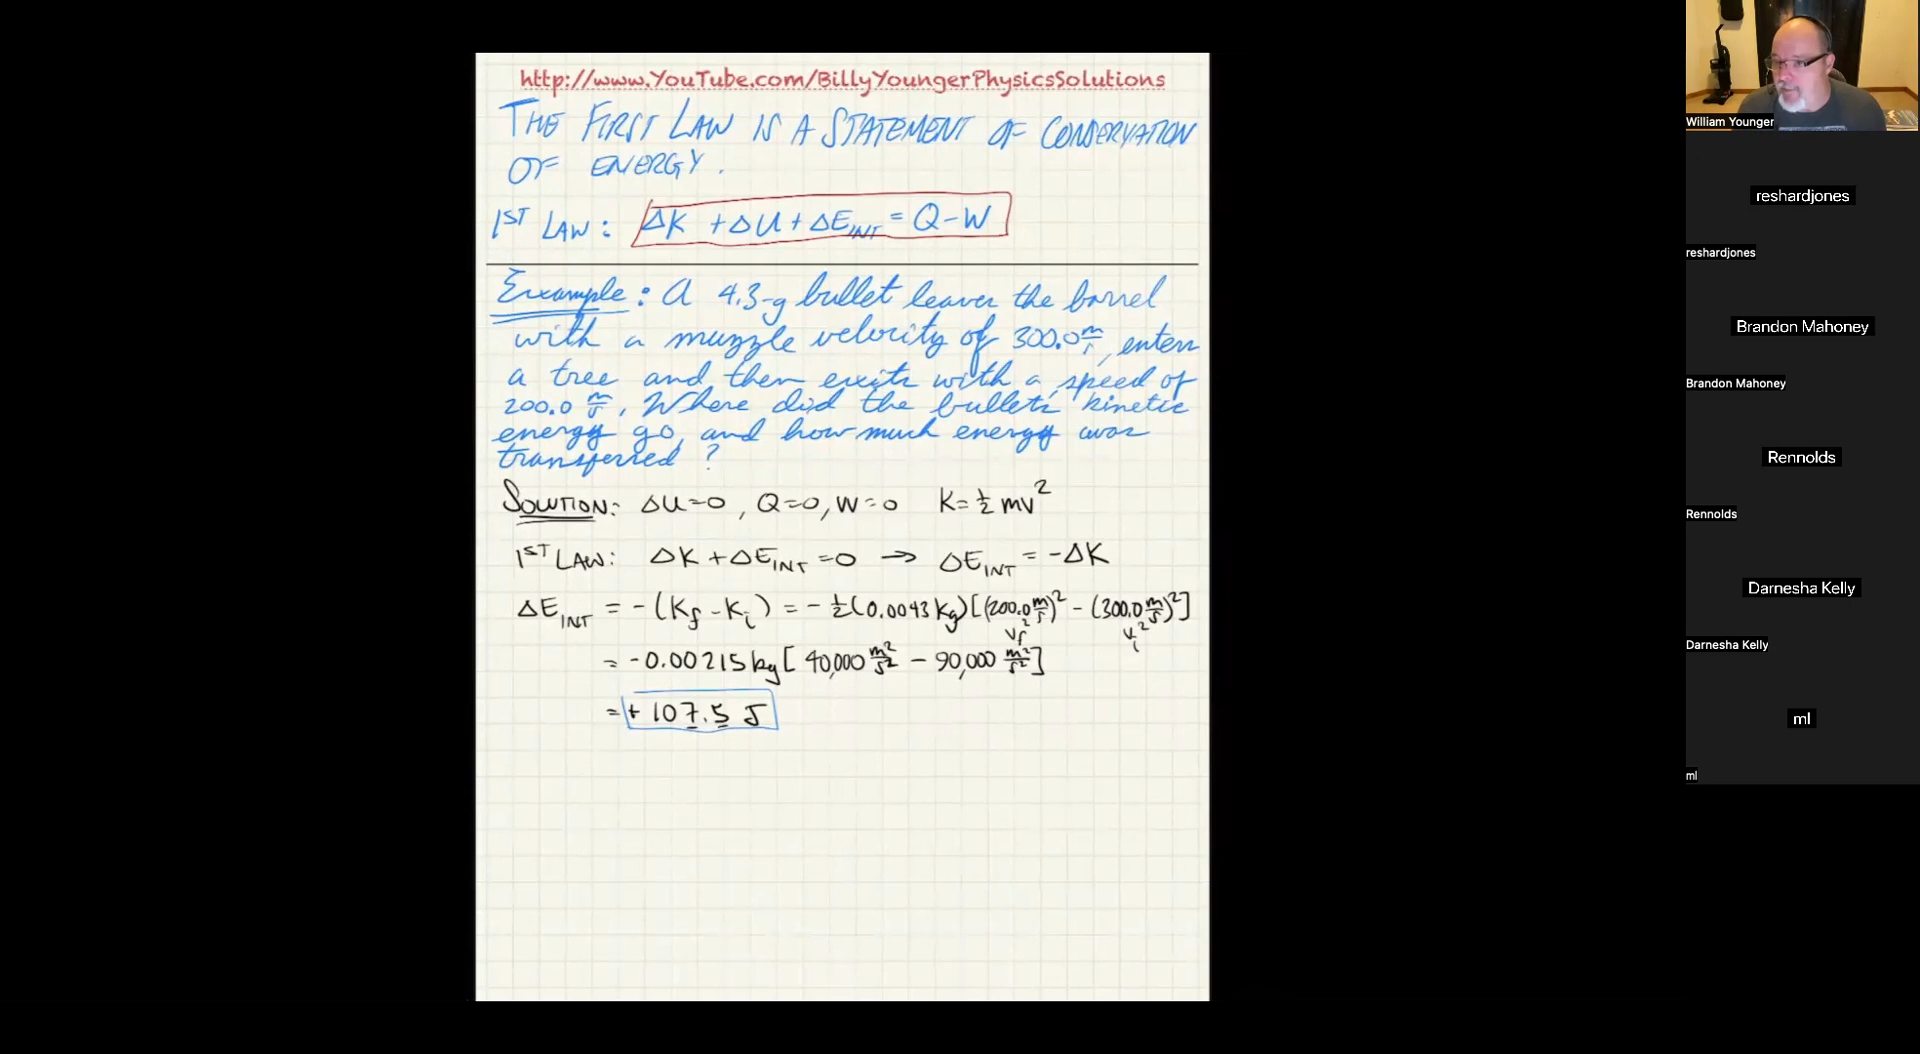 http://www.YouTube.com/BillyYoungerPhysicsSolutions
THE FIRST LAW IS A STATEMENT OF CONSERVATION
OF ENERGY.
1ST LAW: ΔK + ΔU + ΔE_INT = Q - W
Example: A 4.3-g bullet leaves the barrel
with a muzzle velocity of 300.0 m/s, enters
a tree and then exits with a speed of
200.0 m/s. Where did the bullet's kinetic
energy go, and how much energy was
transferred?
SOLUTION: ΔU=0, Q=0, W=0 K=½mv²
1ST LAW: ΔK + ΔE_INT = 0 → ΔE_INT = -ΔK
ΔE_INT = -(K_f - K_i) = -½(0.0043 kg)[(200.0 m/s)² - (300.0 m/s)²]
v_f² v_i²
= -0.00215 kg[40,000 m²/s² - 90,000 m²/s²]
= + 107.5 J
William Younger
reshardjones
reshardjones
Brandon Mahoney
Brandon Mahoney
Rennolds
Rennolds
Darnesha Kelly
Darnesha Kelly
ml
ml